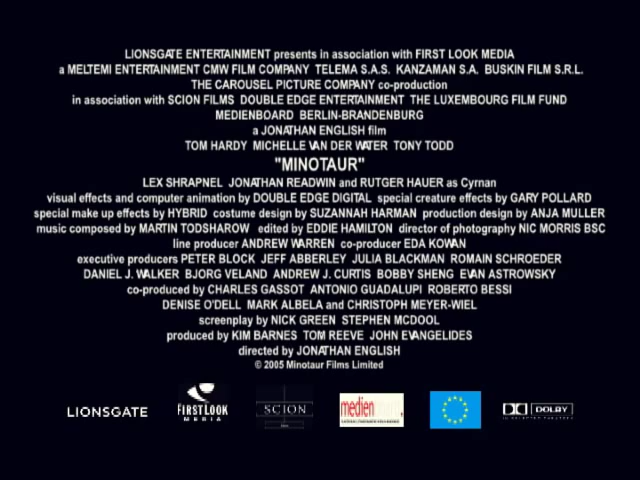 LIONSGATE ENTERTAINMENT presents in association with FIRST LOOK MEDIA
a MELTEMI ENTERTAINMENT CMW FILM COMPANY TELEMA S.A.S. KANZAMAN S.A. BUSKIN FILM S.R.L.
THE CAROUSEL PICTURE COMPANY co-production
in association with SCION FILMS DOUBLE EDGE ENTERTAINMENT THE LUXEMBOURG FILM FUND
MEDIENBOARD BERLIN-BRANDENBURG
a JONATHAN ENGLISH film
TOM HARDY MICHELLE VAN DER WATER TONY TODD
"MINOTAUR"
LEX SHRAPNEL JONATHAN READWIN and RUTGER HAUER as Cyrnan
visual effects and computer animation by DOUBLE EDGE DIGITAL special creature effects by GARY POLLARD
special make up effects by HYBRID costume design by SUZANNAH HARMAN production design by ANJA MULLER
music composed by MARTIN TODSHAROW edited by EDDIE HAMILTON director of photography NIC MORRIS BSC
line producer ANDREW WARREN co-producer EDA KOWAN
executive producers PETER BLOCK JEFF ABBERLEY JULIA BLACKMAN ROMAIN SCHROEDER
DANIEL J. WALKER BJORG VELAND ANDREW J. CURTIS BOBBY SHENG EVAN ASTROWSKY
co-produced by CHARLES GASSOT ANTONIO GUADALUPI ROBERTO BESSI
DENISE O'DELL MARK ALBELA and CHRISTOPH MEYER-WIEL
screenplay by NICK GREEN STEPHEN MCDOOL
produced by KIM BARNES TOM REEVE JOHN EVANGELIDES
directed by JONATHAN ENGLISH
© 2005 Minotaur Films Limited
LIONSGATE
FIRST LOOK
MEDIA
SCION
medien
DOLBY